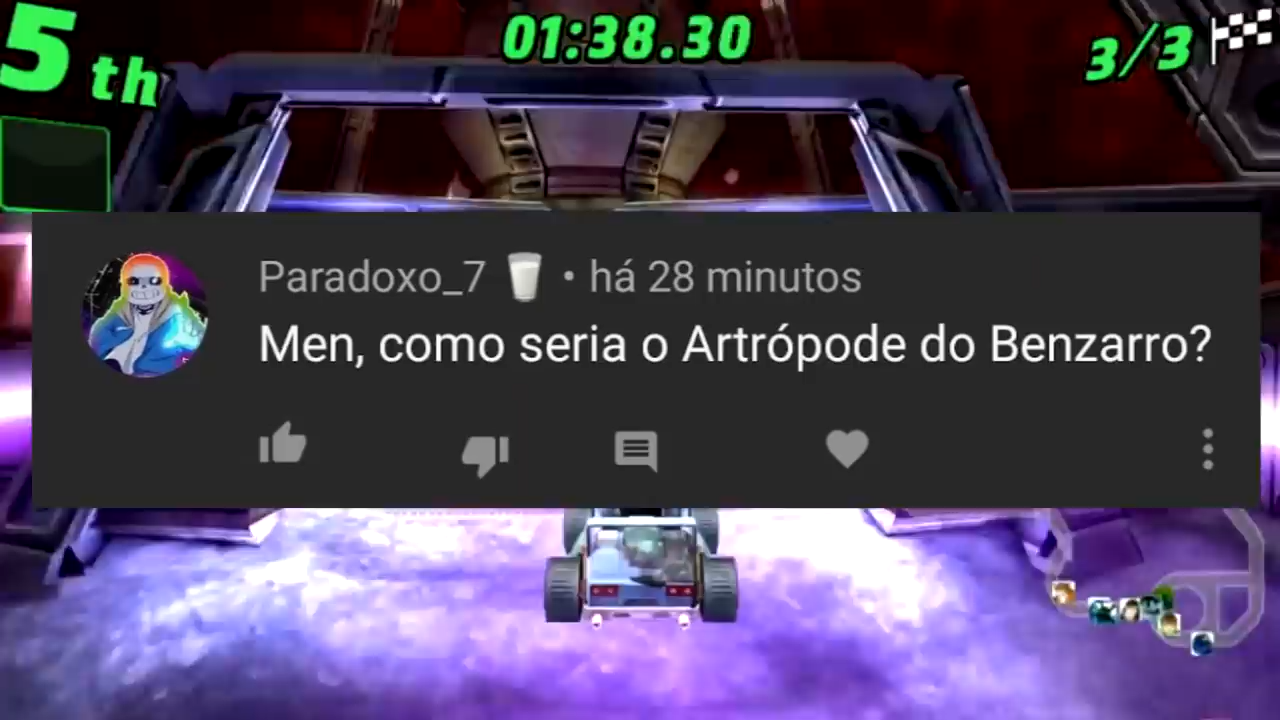 5th
01:38.30
3/3
Paradoxo_7 🥛 • há 28 minutos
Men, como seria o Artrópode do Benzarro?